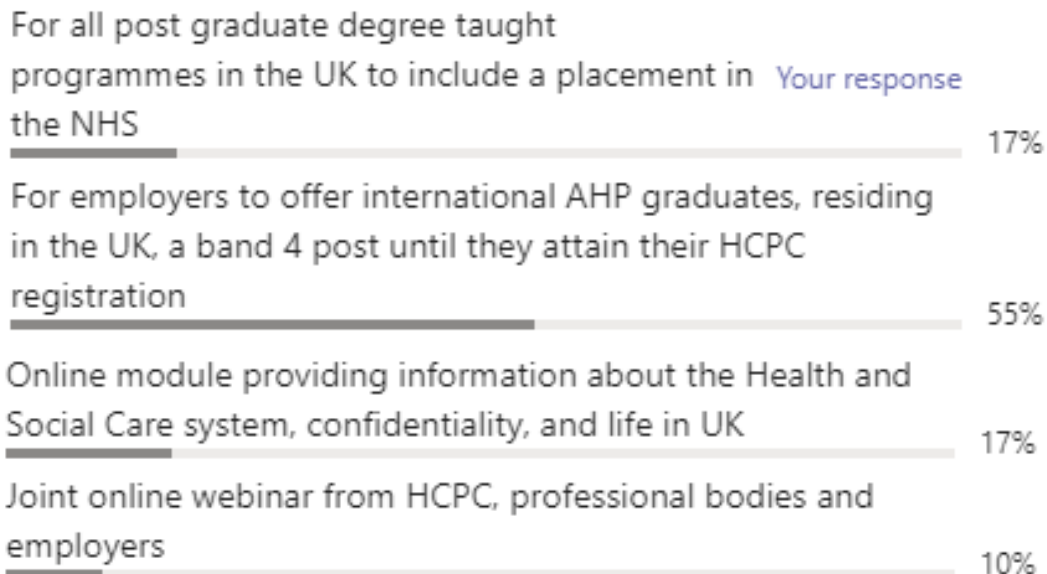 For all post graduate degree taught
programmes in the UK to include a placement in Your response
the NHS
17%
For employers to offer international AHP graduates, residing
in the UK, a band 4 post until they attain their HCPC
registration
55%
Online module providing information about the Health and
Social Care system, confidentiality, and life in UK
17%
Joint online webinar from HCPC, professional bodies and
employers
10%